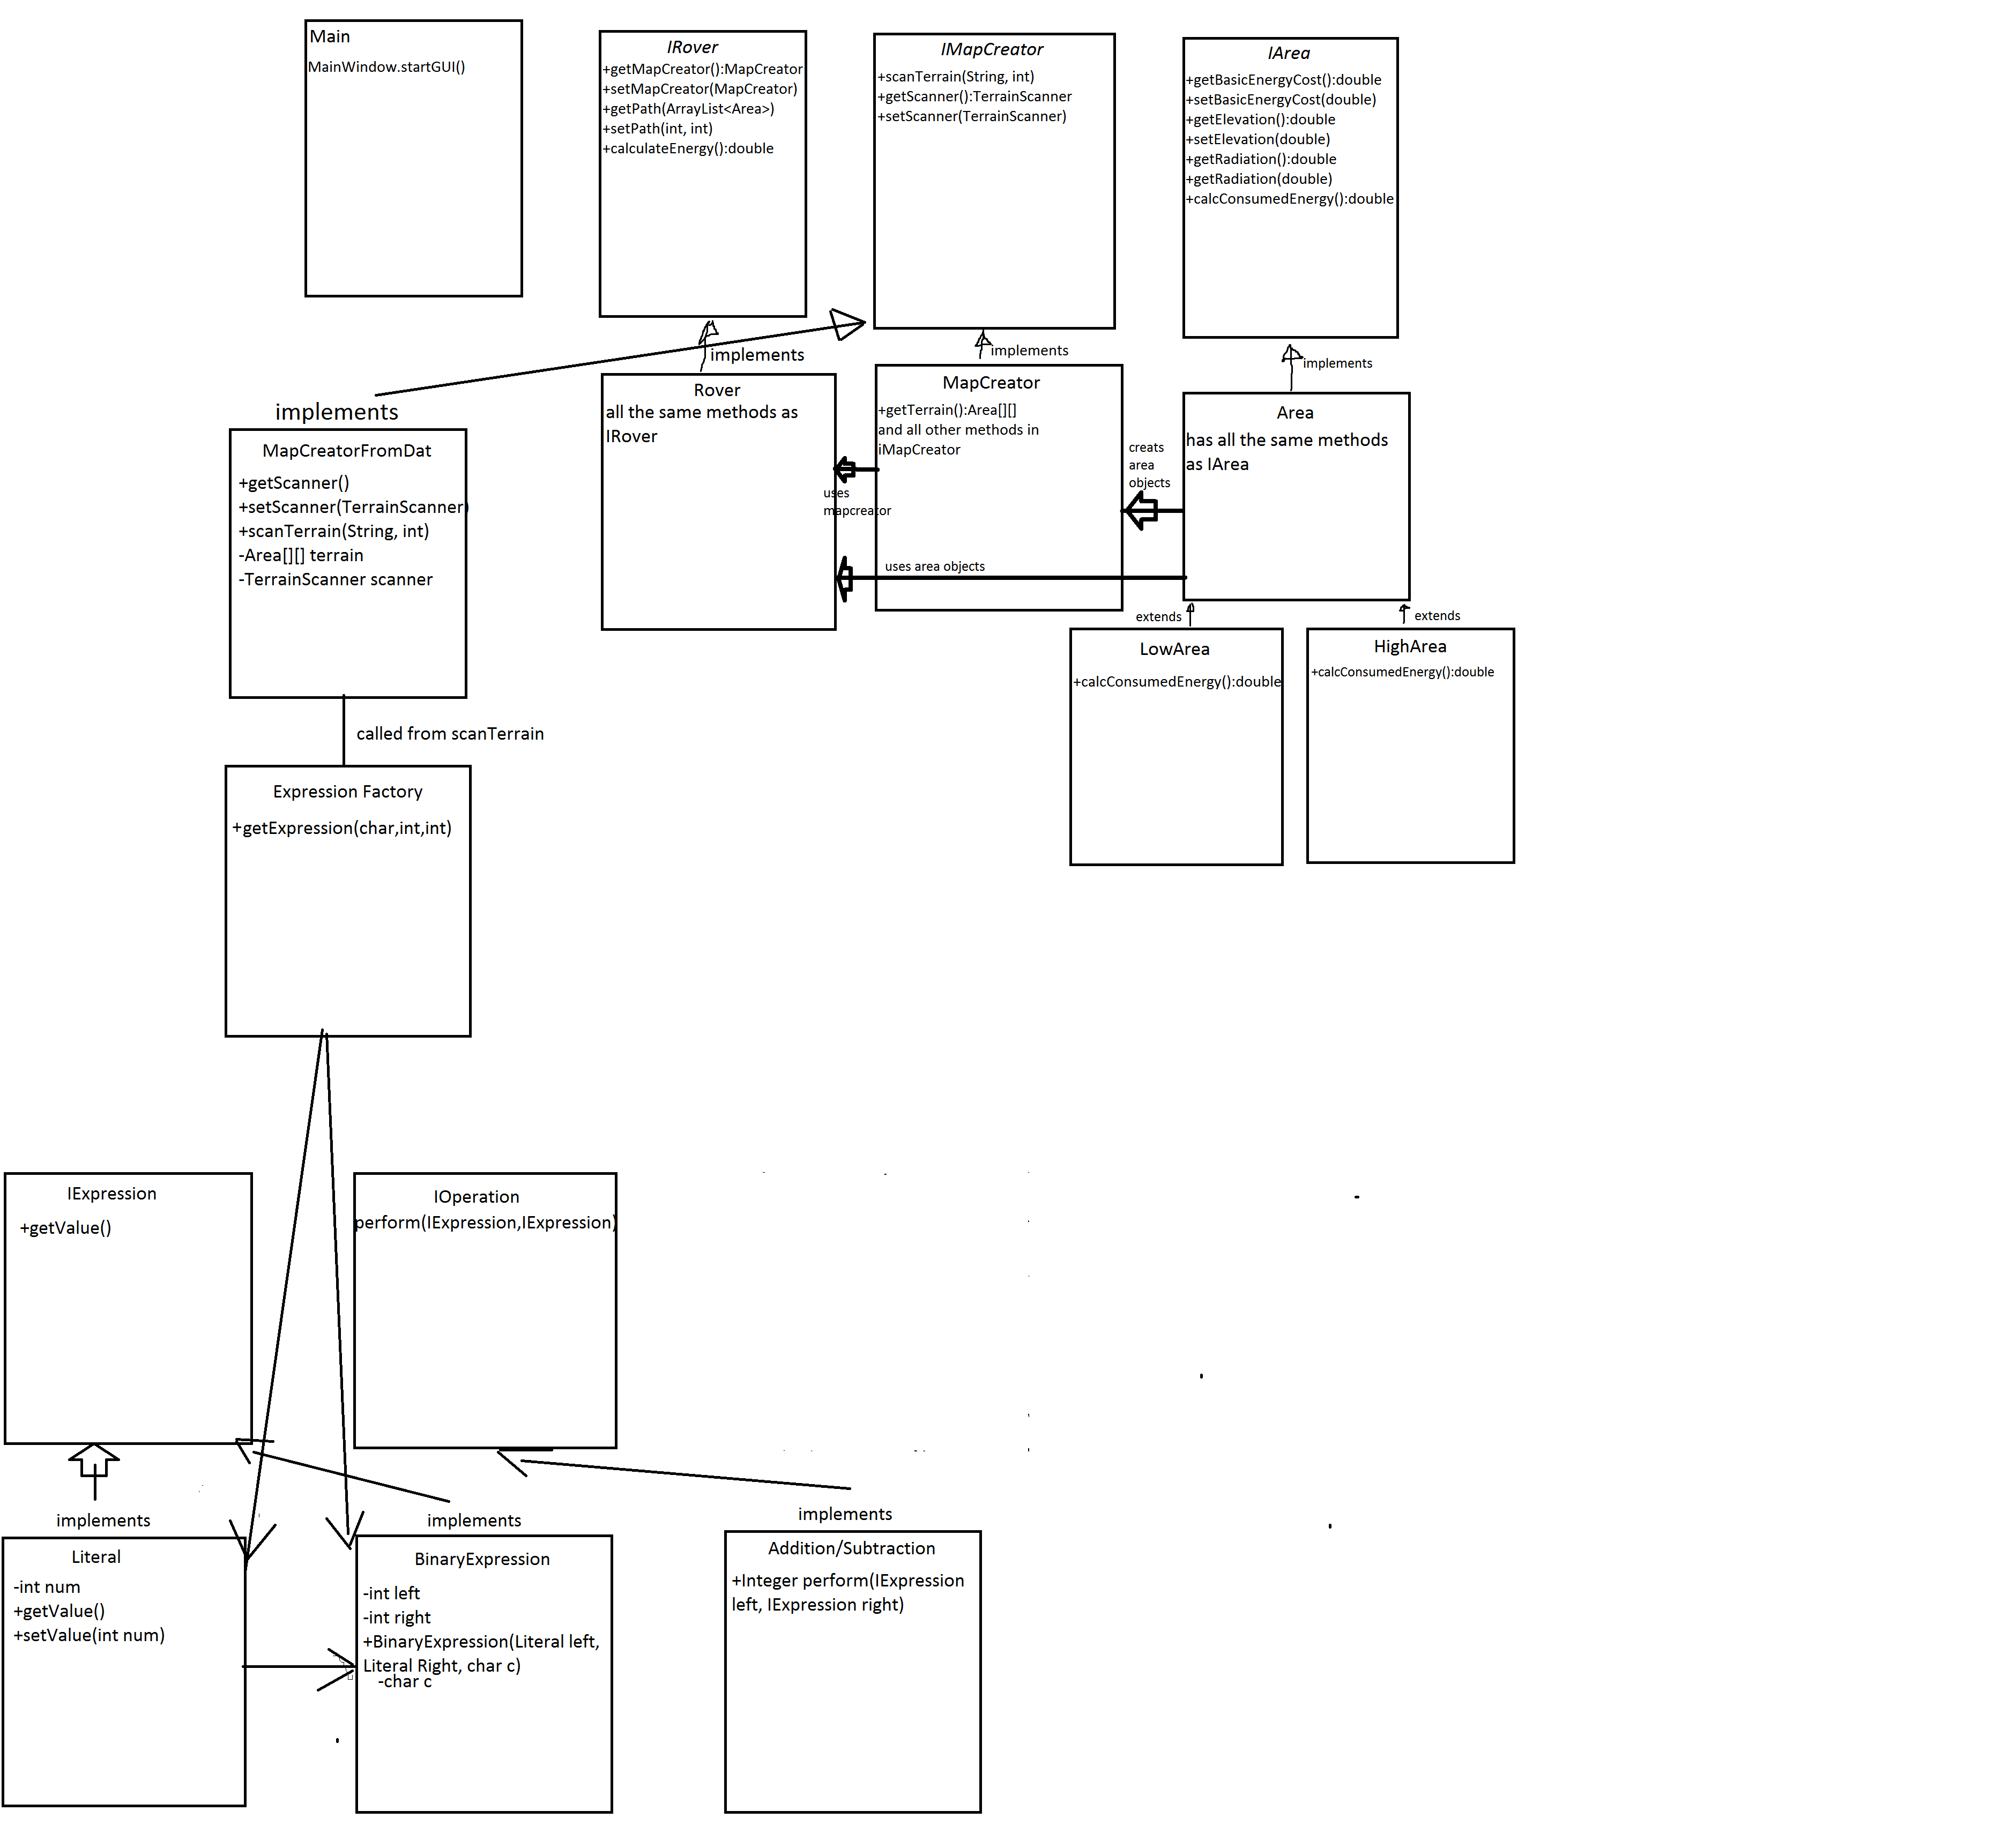 Main
MainWindow.startGUI()
IRover
+getMapCreator():MapCreator
+setMapCreator(MapCreator)
+getPath(ArrayList<Area>)
+setPath(int, int)
+calculateEnergy():double
IMapCreator
+scanTerrain(String, int)
+getScanner():TerrainScanner
+setScanner(TerrainScanner)
IArea
+getBasicEnergyCost():double
+setBasicEnergyCost(double)
+getElevation():double
+setElevation(double)
+getRadiation():double
+getRadiation(double)
+calcConsumedEnergy():double
implements
implements
implements
implements
MapCreatorFromDat
+getScanner()
+setScanner(TerrainScanner)
+scanTerrain(String, int)
-Area[][] terrain
-TerrainScanner scanner
Rover
all the same methods as
IRover
uses
mapcreator
MapCreator
+getTerrain():Area[][]
and all other methods in
iMapCreator
uses area objects
creats
area
objects
Area
has all the same methods
as IArea
extends
extends
LowArea
+calcConsumedEnergy():double
HighArea
+calcConsumedEnergy():double
called from scanTerrain
Expression Factory
+getExpression(char,int,int)
IExpression
+getValue()
IOperation
perform(IExpression,IExpression)
implements
implements
implements
Literal
-int num
+getValue()
+setValue(int num)
BinaryExpression
-int left
-int right
+BinaryExpression(Literal left,
Literal Right, char c)
-char c
Addition/Subtraction
+Integer perform(IExpression
left, IExpression right)